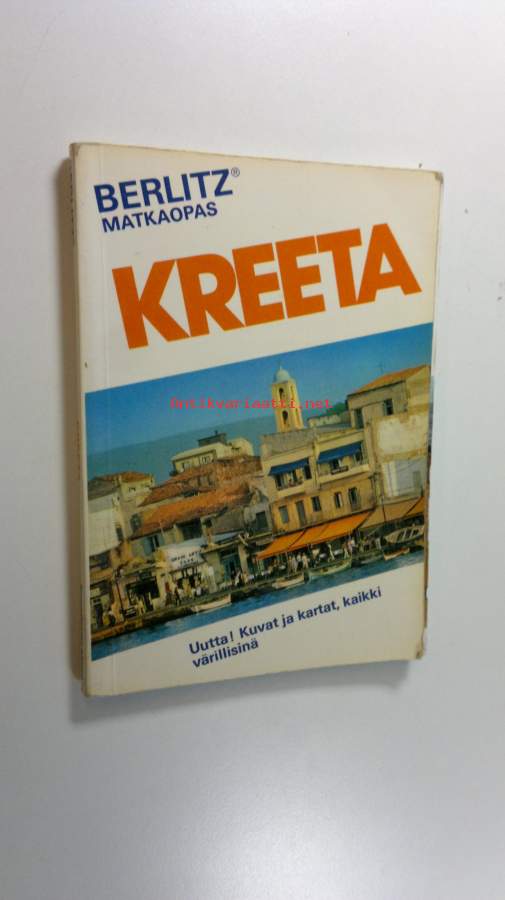 BERLITZ®
MATKAOPAS
KREETA
Antikvariaatti.net
Uutta! Kuvat ja kartat, kaikki
värillisinä